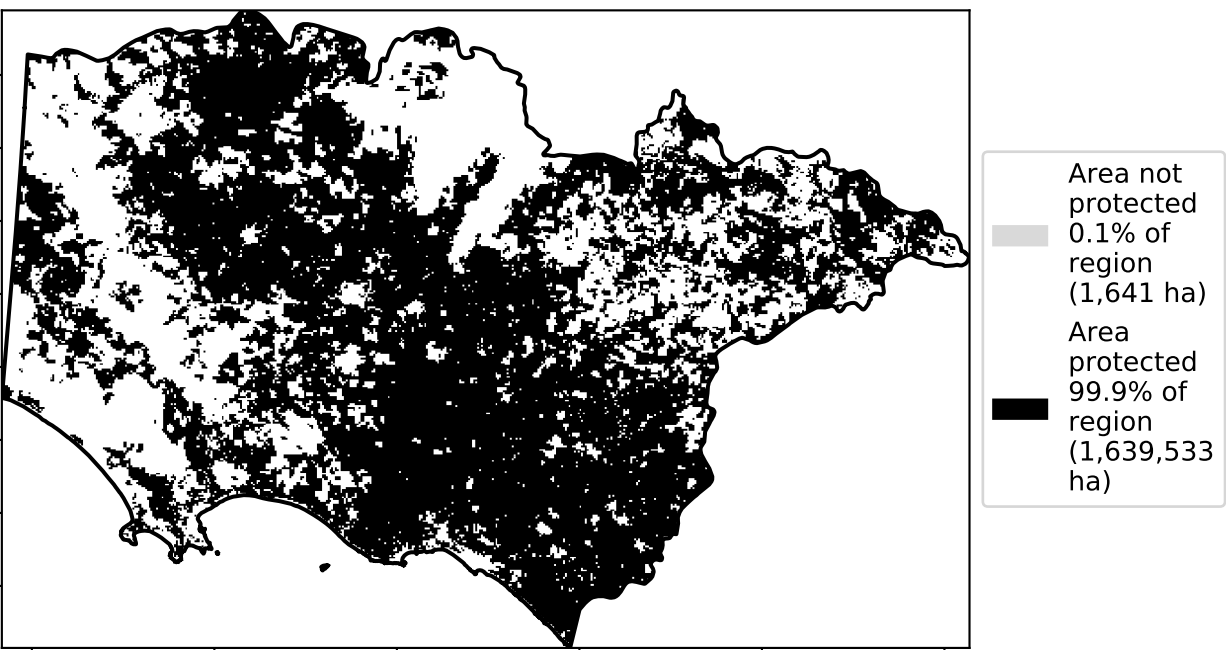 Area not
protected
0.1% of
region
(1,641 ha)
Area
protected
99.9% of
region
(1,639,533
ha)